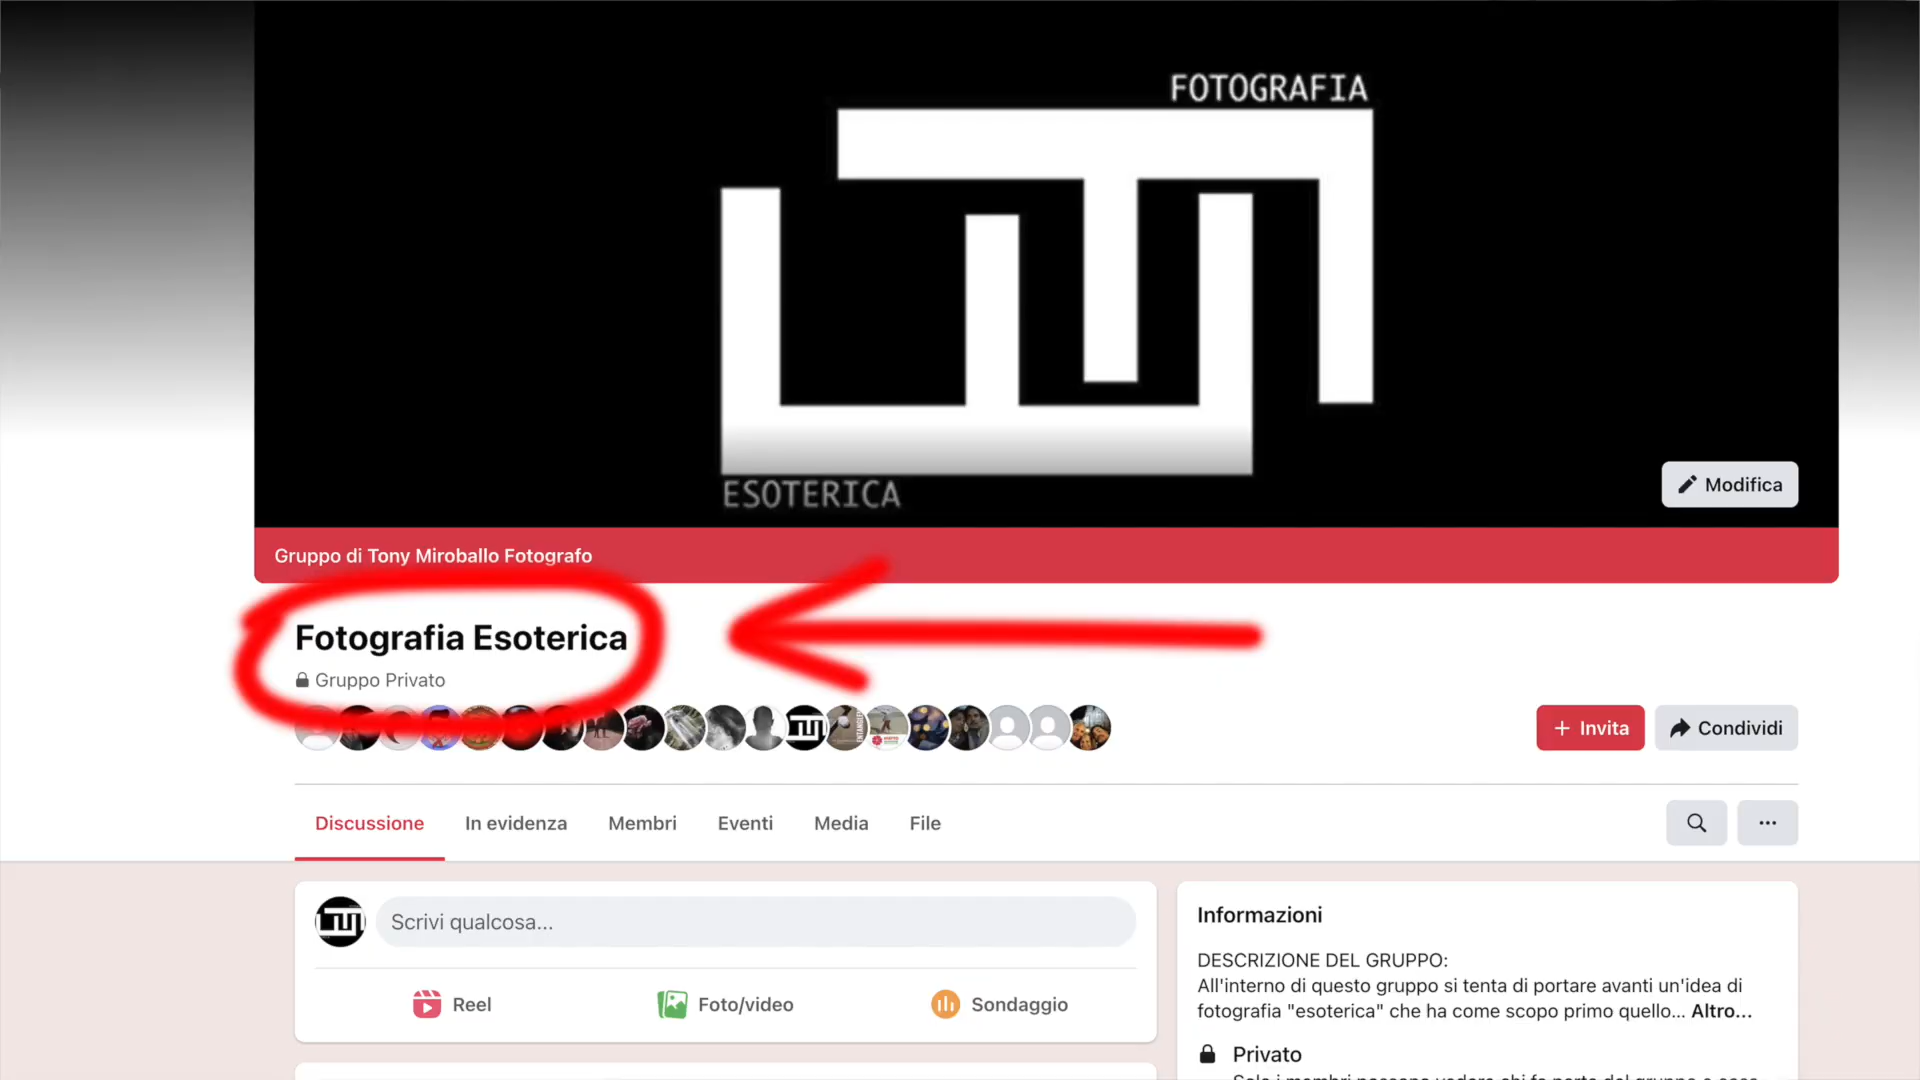 FOTOGRAFIA
ESOTERICA
Modifica
Gruppo di Tony Miroballo Fotografo
Fotografia Esoterica
Gruppo Privato
+ Invita
Condividi
Discussione
In evidenza
Membri
Eventi
Media
File
Scrivi qualcosa...
Reel
Foto/video
Sondaggio
Informazioni
DESCRIZIONE DEL GRUPPO:
All'interno di questo gruppo si tenta di portare avanti un'idea di
fotografia "esoterica" che ha come scopo primo quello... Altro...
Privato